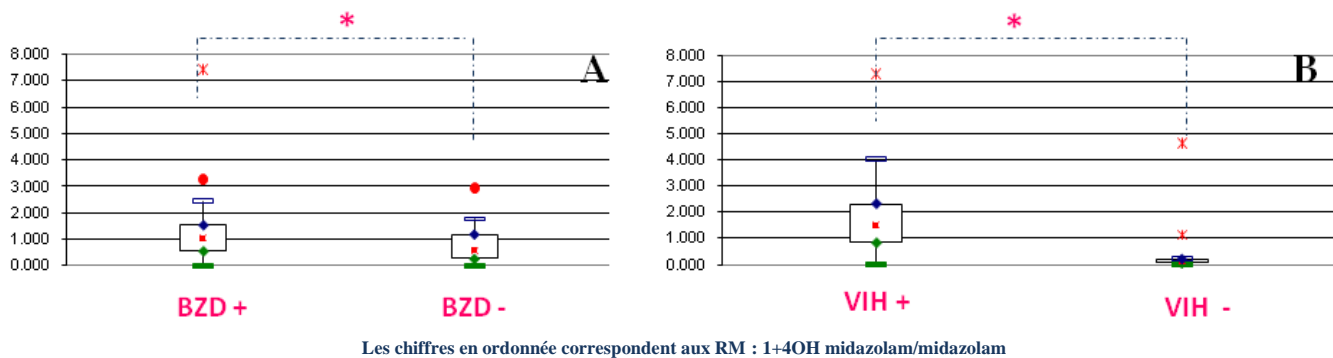 *
*
A
B
8.000
7.000
6.000
5.000
4.000
3.000
2.000
1.000
0.000
BZD +
BZD -
8.000
7.000
6.000
5.000
4.000
3.000
2.000
1.000
0.000
VIH +
VIH -
Les chiffres en ordonnée correspondent aux RM : 1+4OH midazolam/midazolam